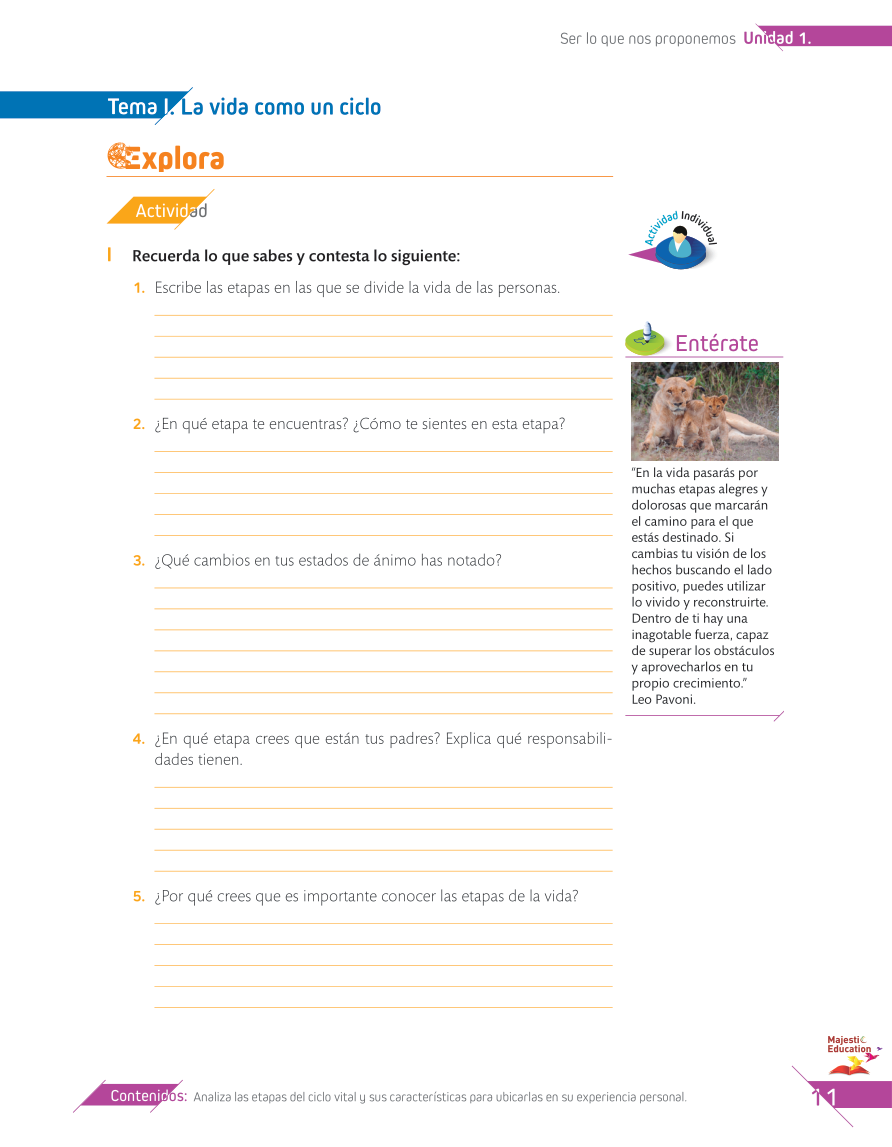 Ser lo que nos proponemos Unidad 1.
Tema I. La vida como un ciclo
Explora
Actividad
Actividad Individual
I Recuerda lo que sabes y contesta lo siguiente:
1. Escribe las etapas en las que se divide la vida de las personas.
2. ¿En qué etapa te encuentras? ¿Cómo te sientes en esta etapa?
3. ¿Qué cambios en tus estados de ánimo has notado?
4. ¿En qué etapa crees que están tus padres? Explica qué responsabili-
dades tienen.
5. ¿Por qué crees que es importante conocer las etapas de la vida?
Entérate
“En la vida pasarás por
muchas etapas alegres y
dolorosas que marcarán
el camino para el que
estás destinado. Si
cambias tu visión de los
hechos buscando el lado
positivo, puedes utilizar
lo vivido y reconstruirte.
Dentro de ti hay una
inagotable fuerza, capaz
de superar los obstáculos
y aprovecharlos en tu
propio crecimiento.”
Leo Pavoni.
Majestic
Education
Contenidos: Analiza las etapas del ciclo vital y sus características para ubicarlas en su experiencia personal.
11